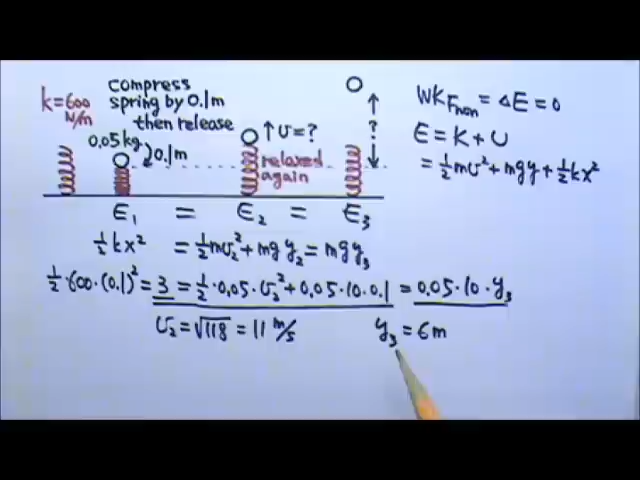 k=600 N/m
compress
spring by 0.1m
then release
0.05kg
0.1m
↑ υ=?
relaxed
again
?
WK_Fnon = ΔE = 0
E = K + U
= ½mυ² + mgy + ½kx²
E₁ = E₂ = E₃
½kx² = ½mυ₂² + mgy₂ = mgy₃
½·600·(0.1)² = 3 = ½·0.05·υ₂² + 0.05·10·0.1 = 0.05·10·y₃
υ₂ = √118 = 11 m/s
y₃ = 6m